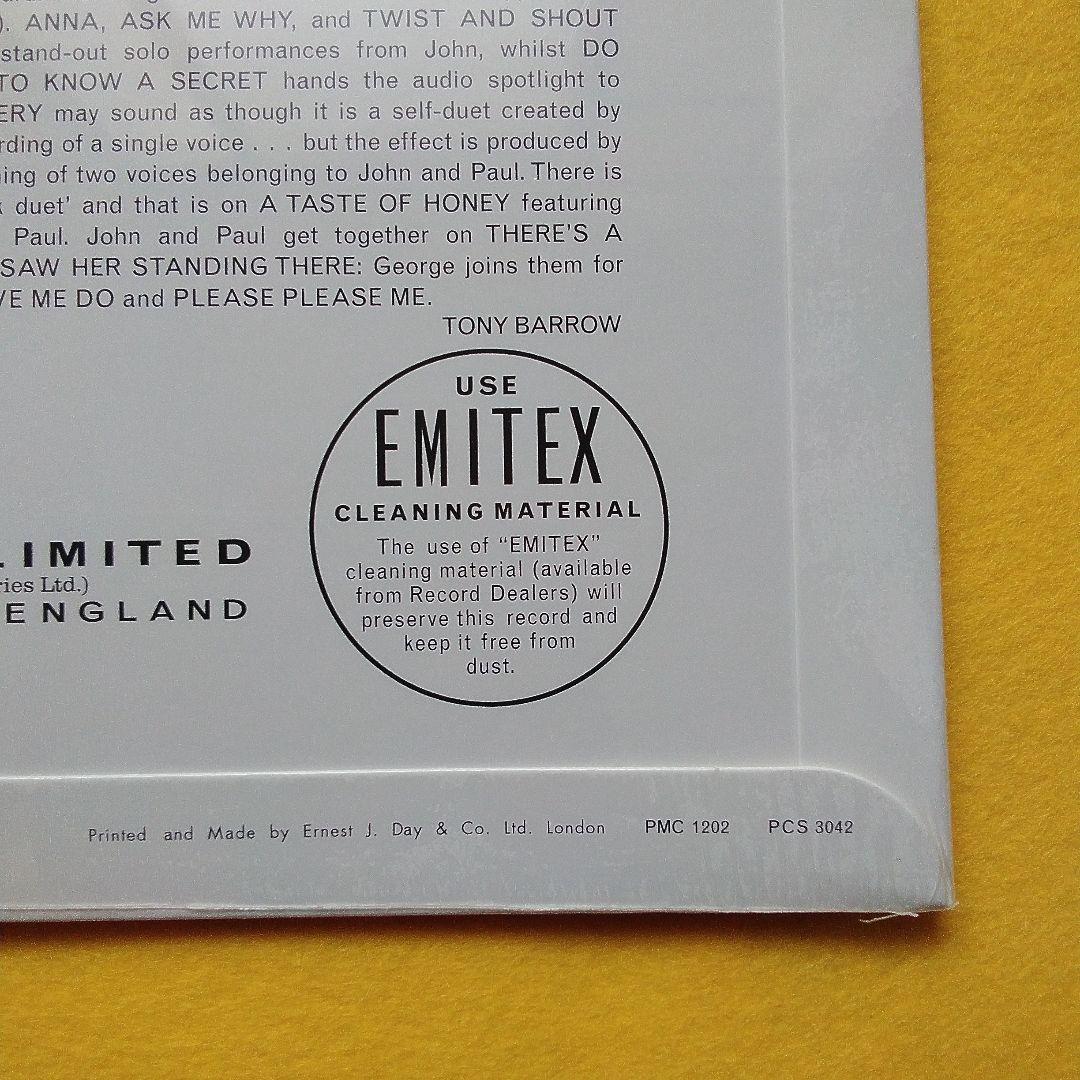 ). ANNA, ASK ME WHY, and TWIST AND SHOUT
stand-out solo performances from John, whilst DO
TO KNOW A SECRET hands the audio spotlight to
ERY may sound as though it is a self-duet created by
rding of a single voice . . . but the effect is produced by
ing of two voices belonging to John and Paul. There is
duet' and that is on A TASTE OF HONEY featuring
Paul. John and Paul get together on THERE'S A
SAW HER STANDING THERE: George joins them for
VE ME DO and PLEASE PLEASE ME.
TONY BARROW
USE
EMITEX
CLEANING MATERIAL
The use of “EMITEX”
cleaning material (available
from Record Dealers) will
preserve this record and
keep it free from
dust.
LIMITED
ries Ltd.)
ENGLAND
Printed and Made by Ernest J. Day & Co. Ltd. London PMC 1202 PCS 3042